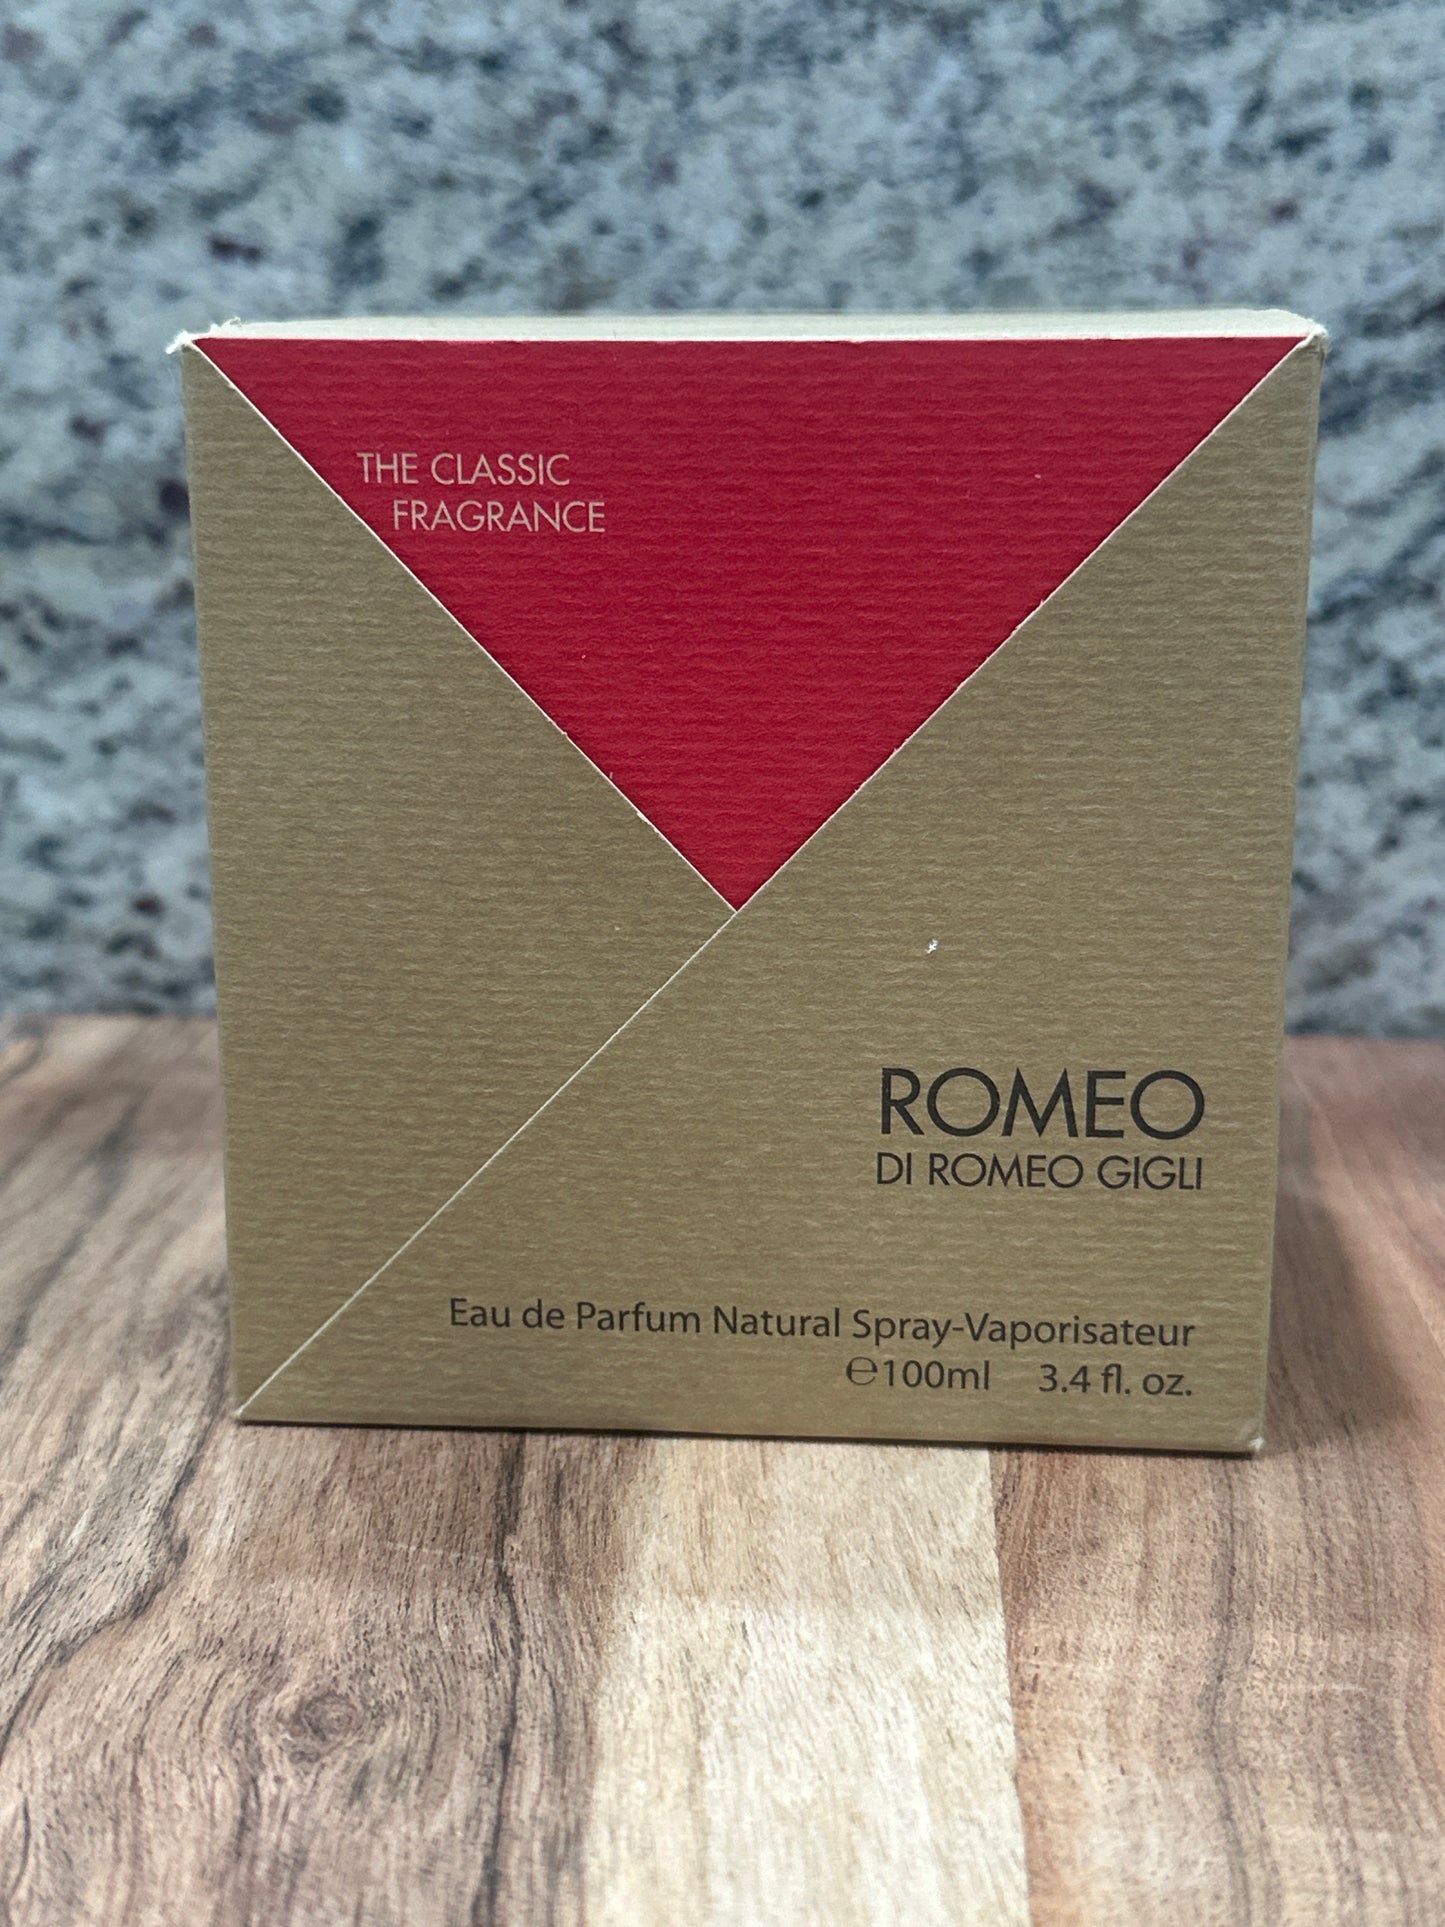 THE CLASSIC
FRAGRANCE
ROMEO
DI ROMEO GIGLI
Eau de Parfum Natural Spray-Vaporisateur
℮100ml 3.4 fl. oz.